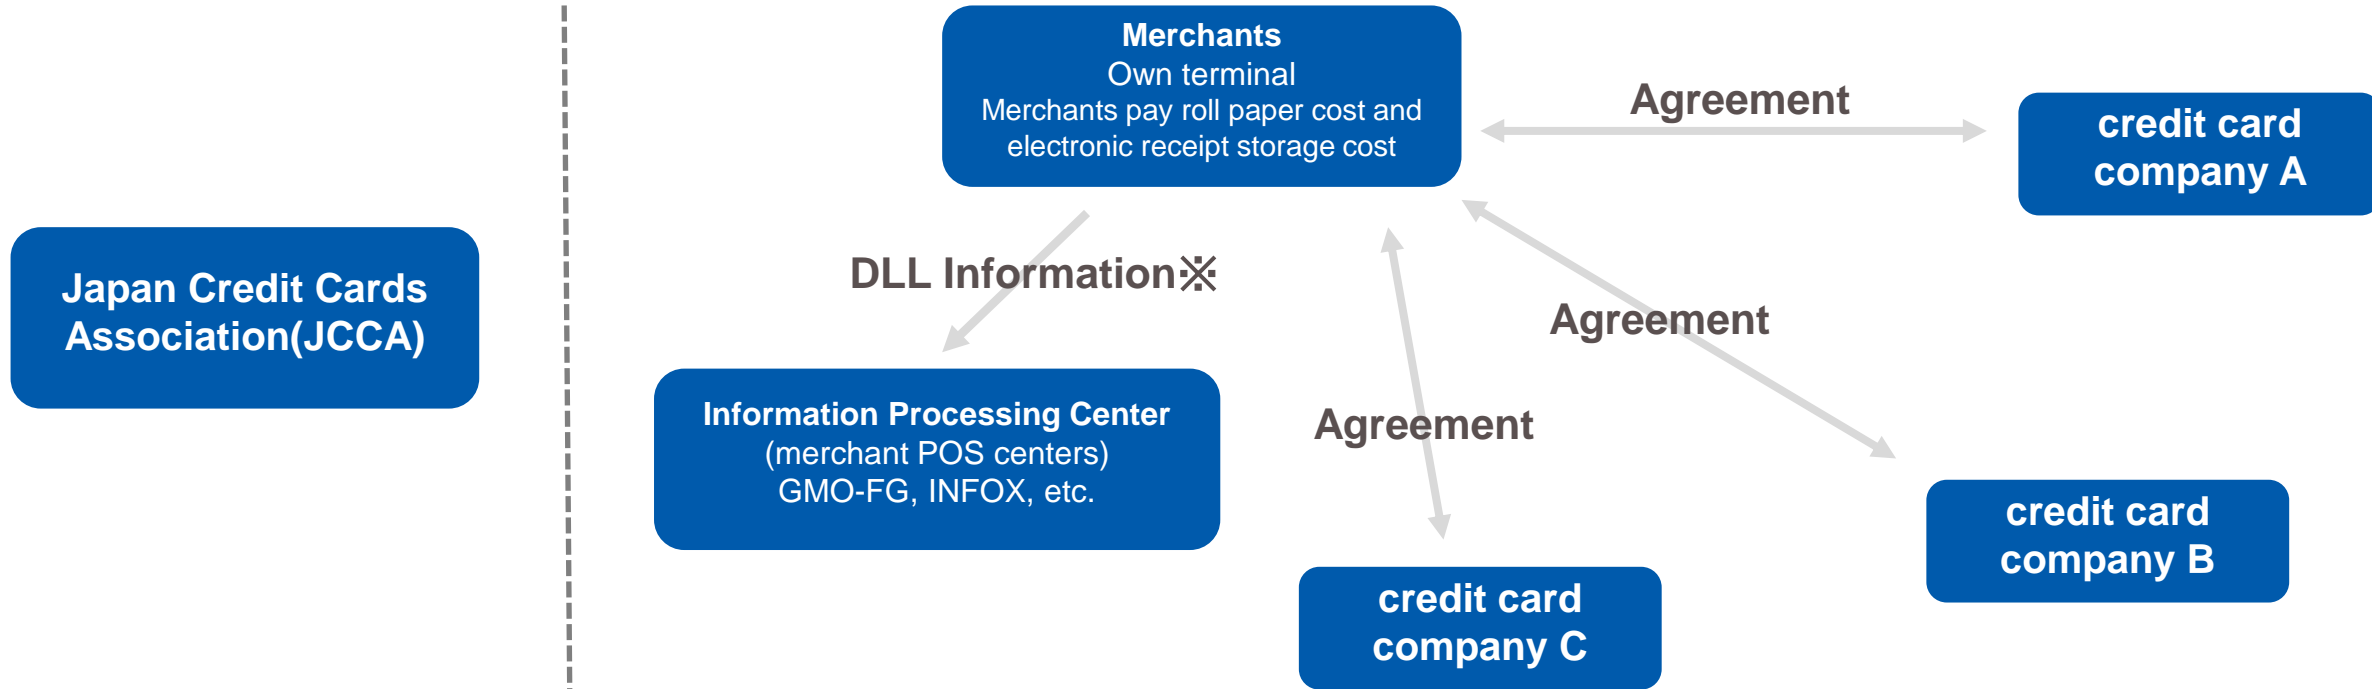 Japan Credit Cards
Association(JCCA)
Merchants
Own terminal
Merchants pay roll paper cost and
electronic receipt storage cost
Agreement
credit card
company A
DLL Information※
Agreement
Agreement
Information Processing Center
(merchant POS centers)
GMO-FG, INFOX, etc.
credit card
company B
credit card
company C